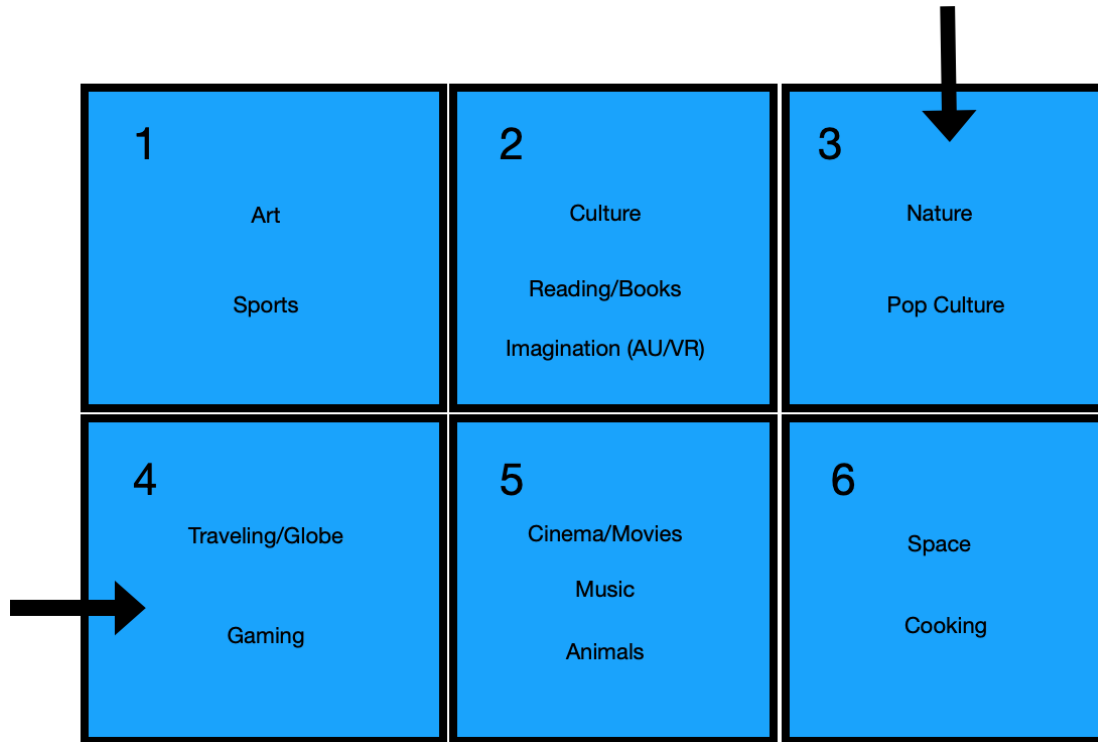 1
Art
Sports
2
Culture
Reading/Books
Imagination (AU/VR)
3
Nature
Pop Culture
4
Traveling/Globe
Gaming
5
Cinema/Movies
Music
Animals
6
Space
Cooking